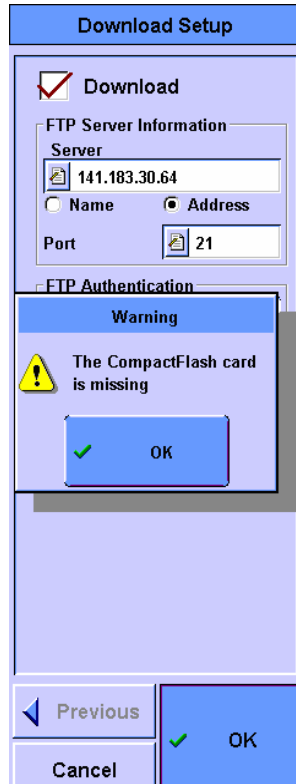 Download Setup
Download
FTP Server Information
Server
141.183.30.64
Name Address
Port 21
FTP Authentication
Warning
The CompactFlash card
is missing
OK
Previous
OK
Cancel